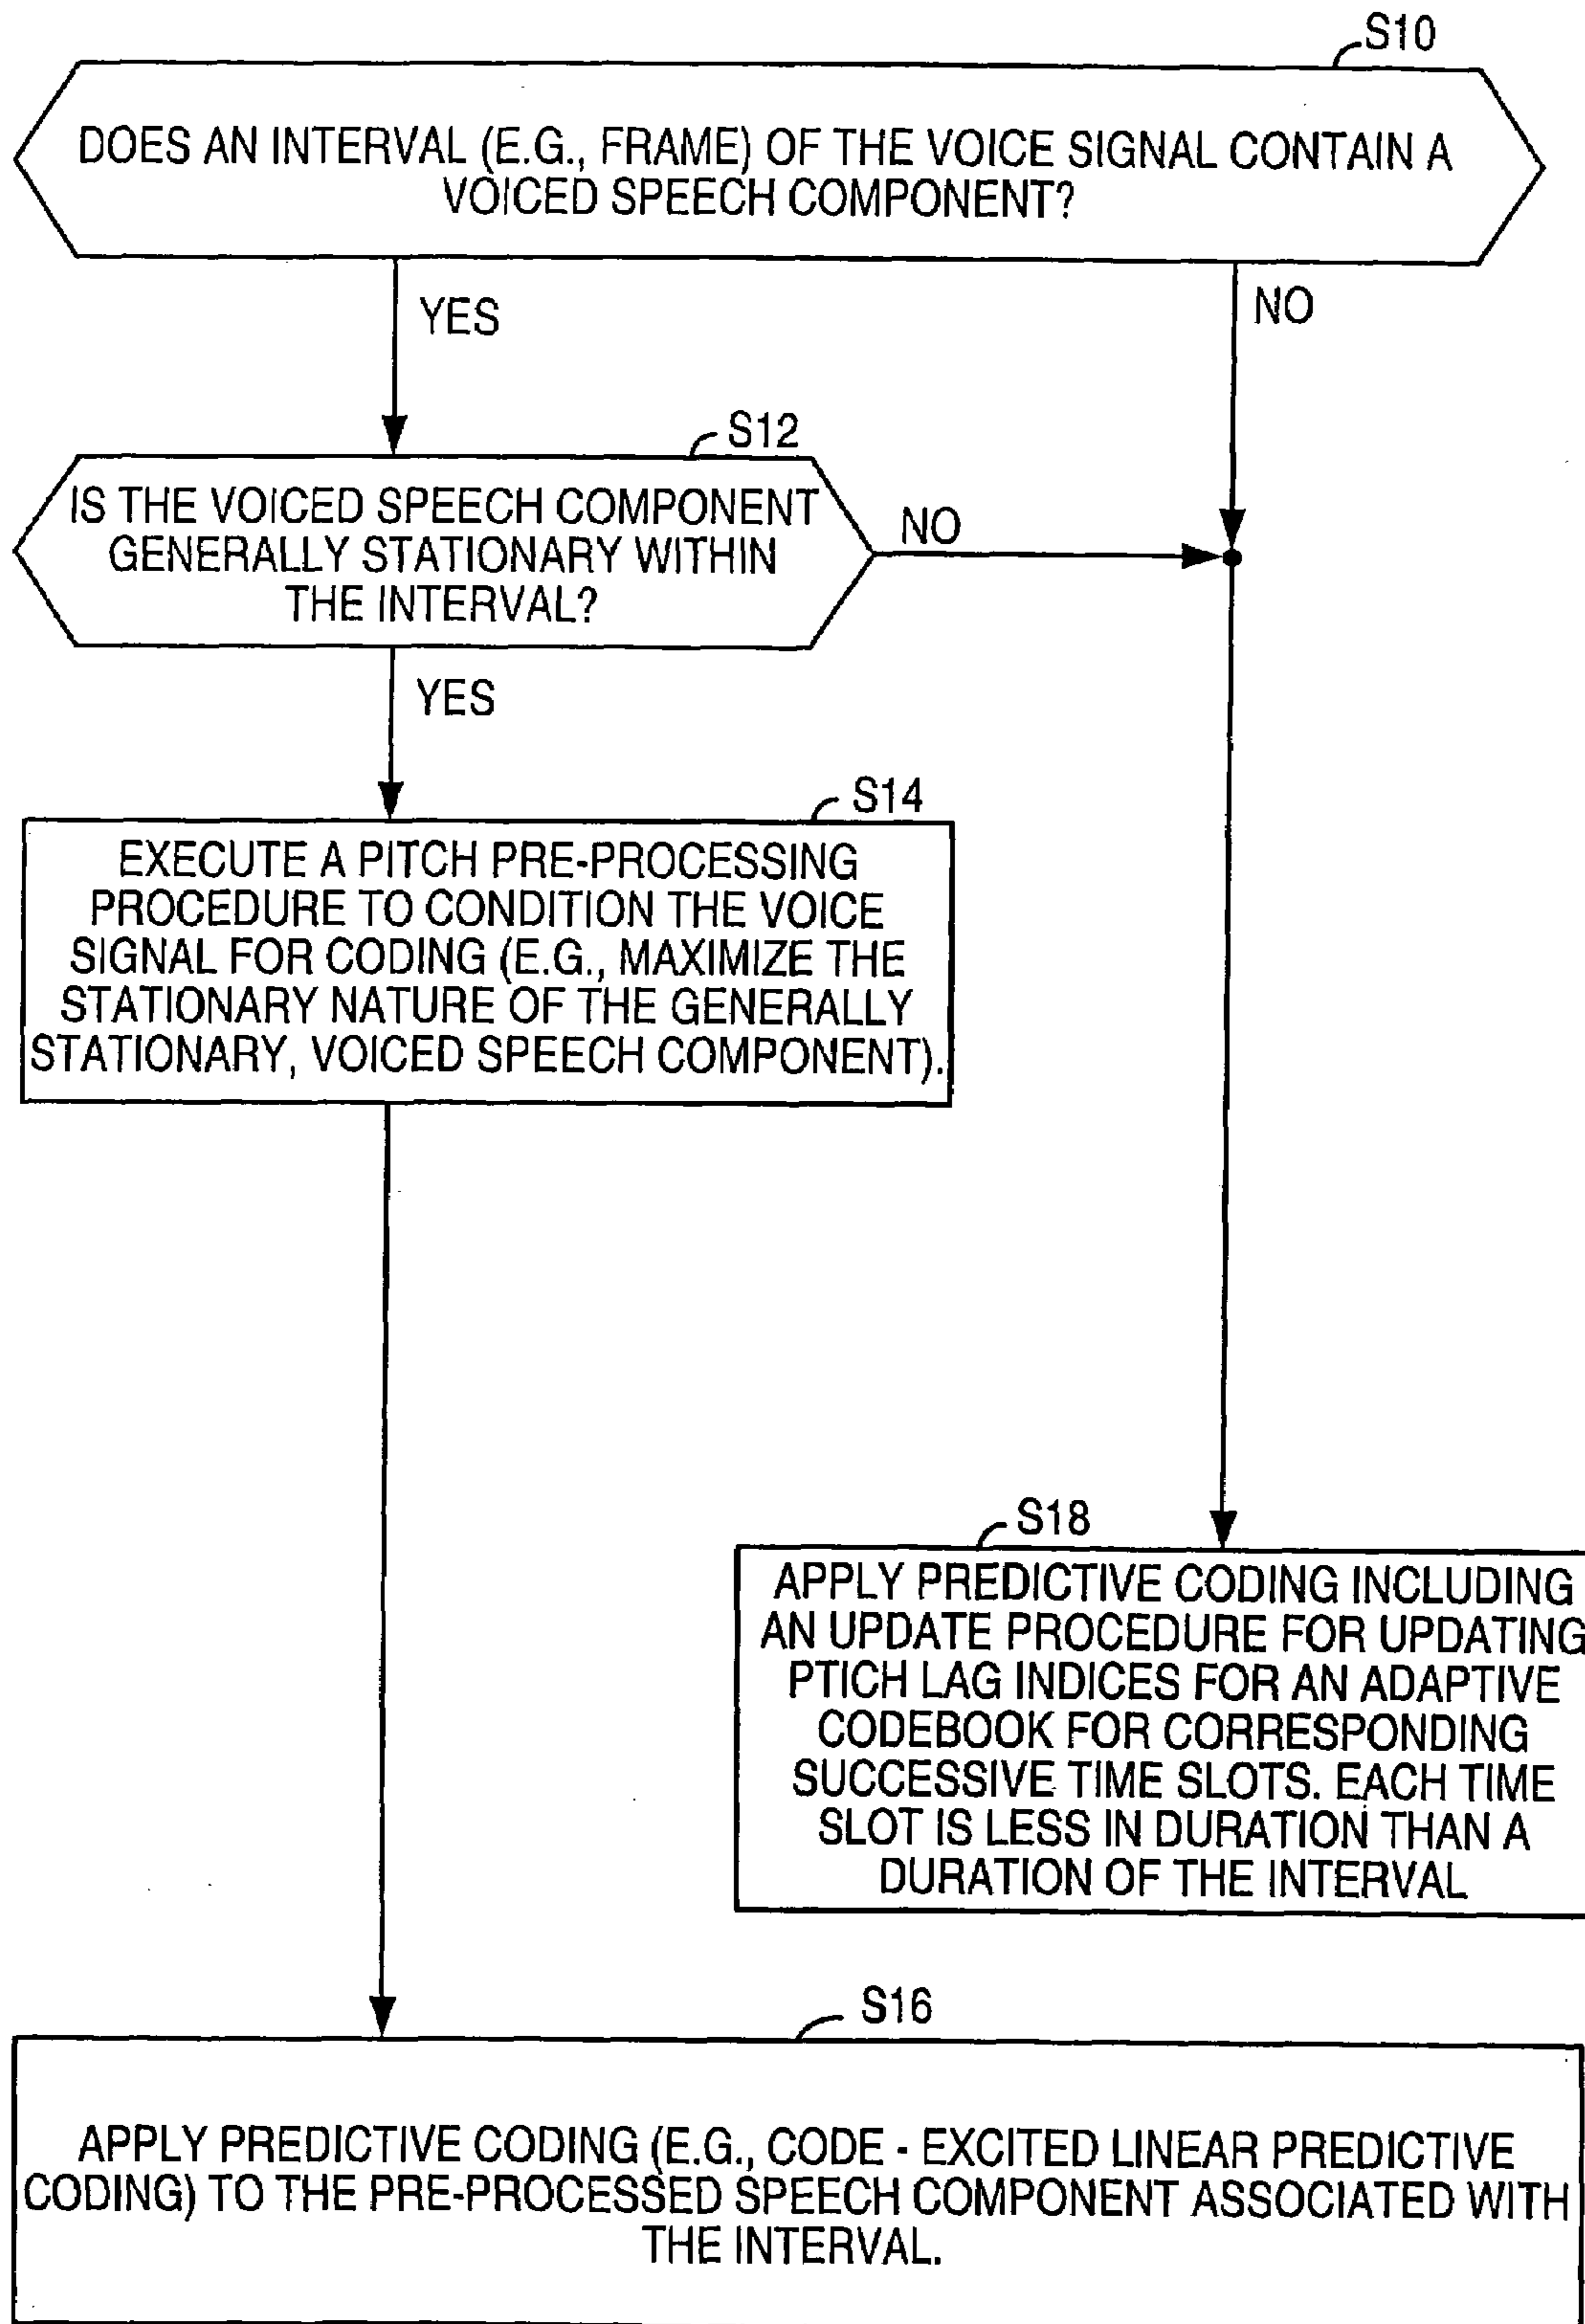 S10
DOES AN INTERVAL (E.G., FRAME) OF THE VOICE SIGNAL CONTAIN A
VOICED SPEECH COMPONENT?
YES
NO
S12
IS THE VOICED SPEECH COMPONENT
GENERALLY STATIONARY WITHIN
THE INTERVAL?
NO
YES
S14
EXECUTE A PITCH PRE-PROCESSING
PROCEDURE TO CONDITION THE VOICE
SIGNAL FOR CODING (E.G., MAXIMIZE THE
STATIONARY NATURE OF THE GENERALLY
STATIONARY, VOICED SPEECH COMPONENT).
S18
APPLY PREDICTIVE CODING INCLUDING
AN UPDATE PROCEDURE FOR UPDATING
PTICH LAG INDICES FOR AN ADAPTIVE
CODEBOOK FOR CORRESPONDING
SUCCESSIVE TIME SLOTS. EACH TIME
SLOT IS LESS IN DURATION THAN A
DURATION OF THE INTERVAL
S16
APPLY PREDICTIVE CODING (E.G., CODE - EXCITED LINEAR PREDICTIVE
CODING) TO THE PRE-PROCESSED SPEECH COMPONENT ASSOCIATED WITH
THE INTERVAL.